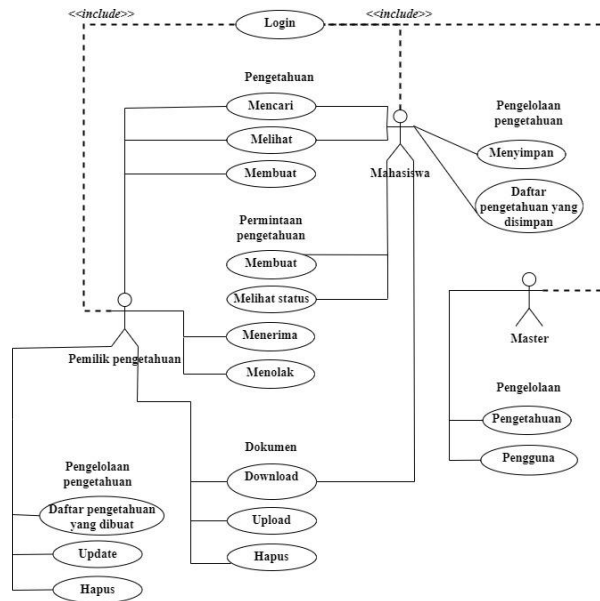 <<include>>
Login
<<include>>
Pengetahuan
Mencari
Melihat
Membuat
Mahasiswa
Pengelolaan
pengetahuan
Menyimpan
Daftar
pengetahuan yang
disimpan
Permintaan
pengetahuan
Membuat
Melihat status
Menerima
Menolak
Pemilik pengetahuan
Master
Pengelolaan
Pengetahuan
Pengguna
Dokumen
Download
Upload
Hapus
Pengelolaan
pengetahuan
Daftar pengetahuan
yang dibuat
Update
Hapus